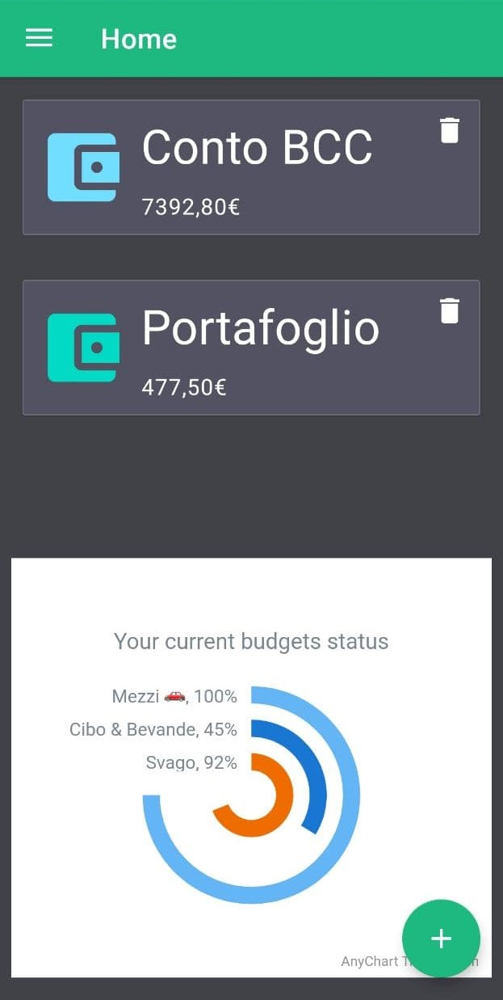 Home
Conto BCC
7392,80€
Portafoglio
477,50€
Your current budgets status
Mezzi 🚗, 100%
Cibo & Bevande, 45%
Svago, 92%
AnyChart